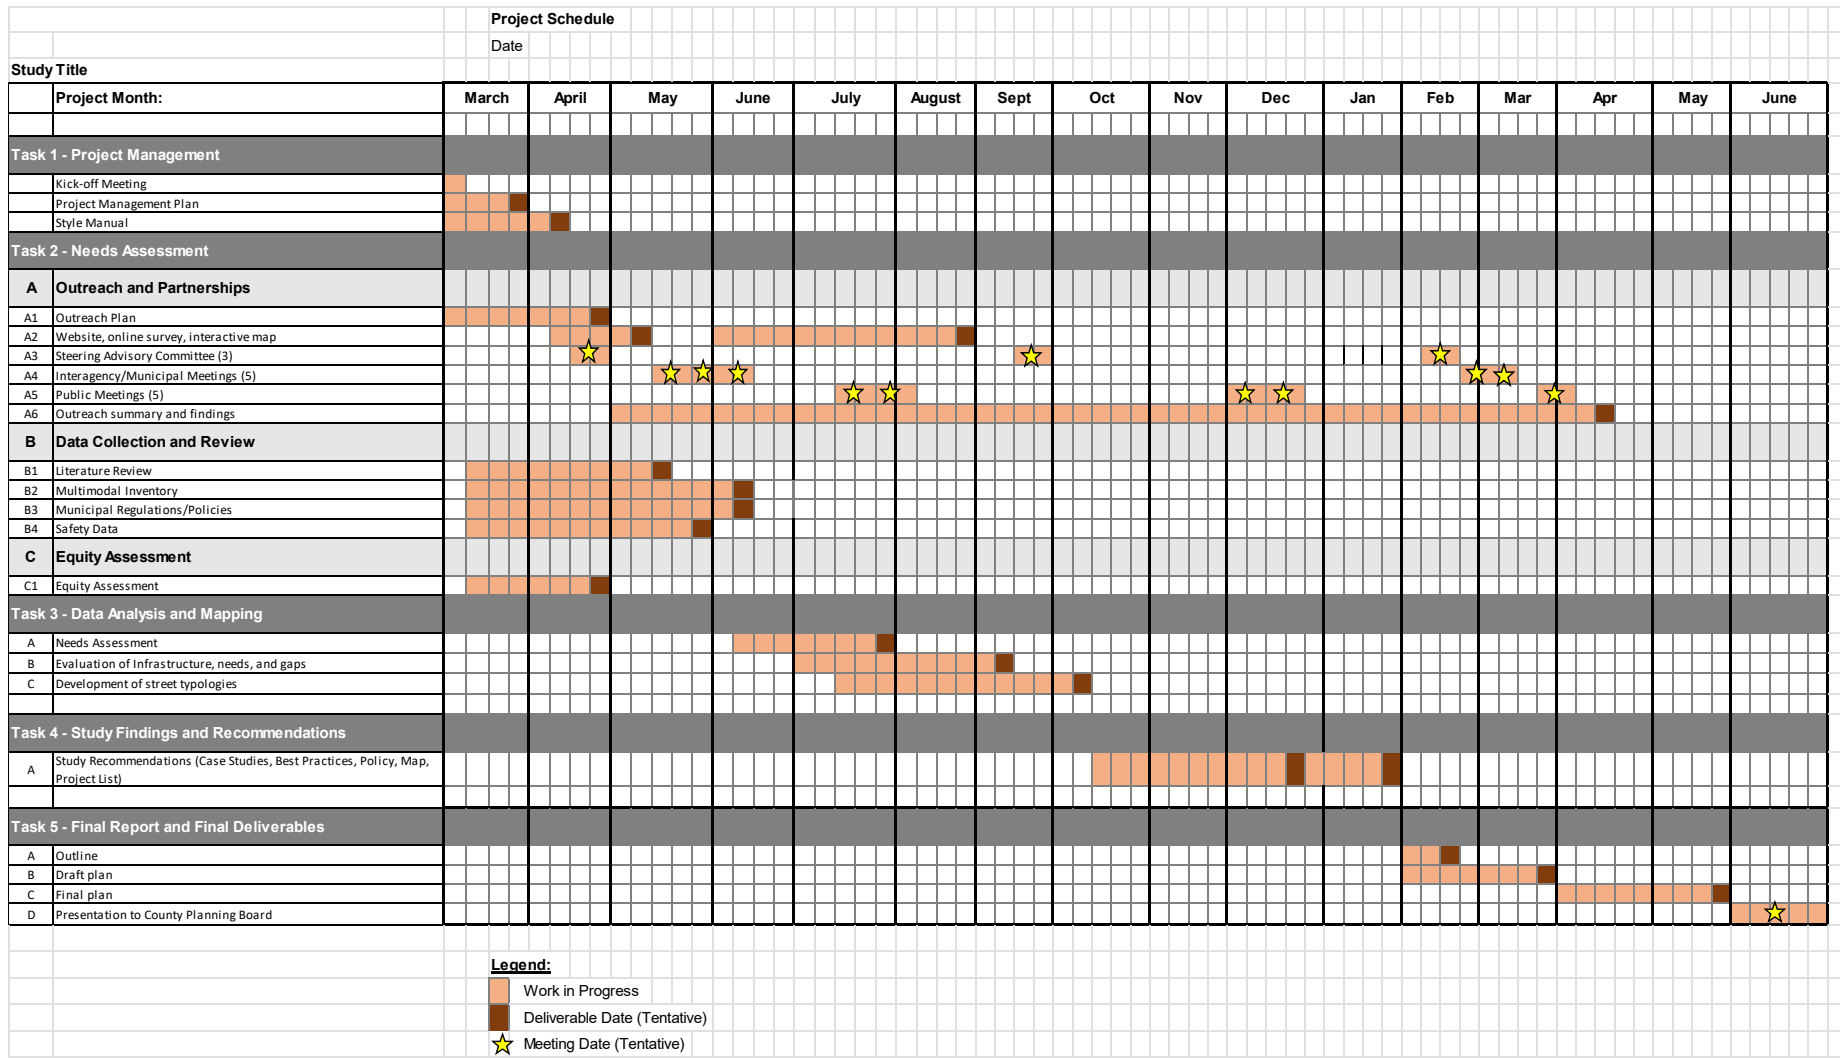 Project Schedule
Date
Study Title
Project Month: March April May June July August Sept Oct Nov Dec Jan Feb Mar Apr May June
Task 1 - Project Management
Kick-off Meeting
Project Management Plan
Style Manual
Task 2 - Needs Assessment
A Outreach and Partnerships
A1 Outreach Plan
A2 Website, online survey, interactive map
A3 Steering Advisory Committee (3)
A4 Interagency/Municipal Meetings (5)
A5 Public Meetings (5)
A6 Outreach summary and findings
B Data Collection and Review
B1 Literature Review
B2 Multimodal Inventory
B3 Municipal Regulations/Policies
B4 Safety Data
C Equity Assessment
C1 Equity Assessment
Task 3 - Data Analysis and Mapping
A Needs Assessment
B Evaluation of Infrastructure, needs, and gaps
C Development of street typologies
Task 4 - Study Findings and Recommendations
A Study Recommendations (Case Studies, Best Practices, Policy, Map,
Project List)
Task 5 - Final Report and Final Deliverables
A Outline
B Draft plan
C Final plan
D Presentation to County Planning Board
Legend:
Work in Progress
Deliverable Date (Tentative)
Meeting Date (Tentative)